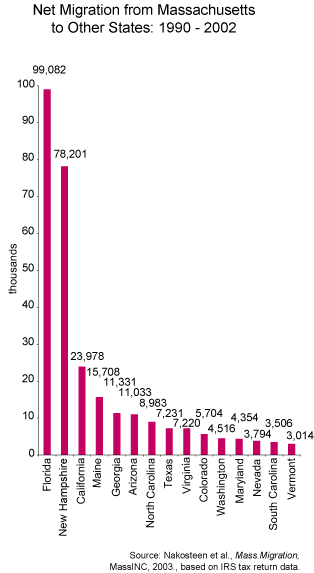 Net Migration from Massachusetts
to Other States: 1990 - 2002
99,082
100
78,201
90
80
70
60
50
40
30
20
10
0
thousands
23,978
15,708
11,331
11,033
8,983
7,231
7,220
5,704
4,516
4,354
3,794
3,506
3,014
Florida
New Hampshire
California
Maine
Georgia
Arizona
North Carolina
Texas
Virginia
Colorado
Washington
Maryland
Nevada
South Carolina
Vermont
Source: Nakosteen et al., Mass.Migration,
MassINC, 2003., based on IRS tax return data.